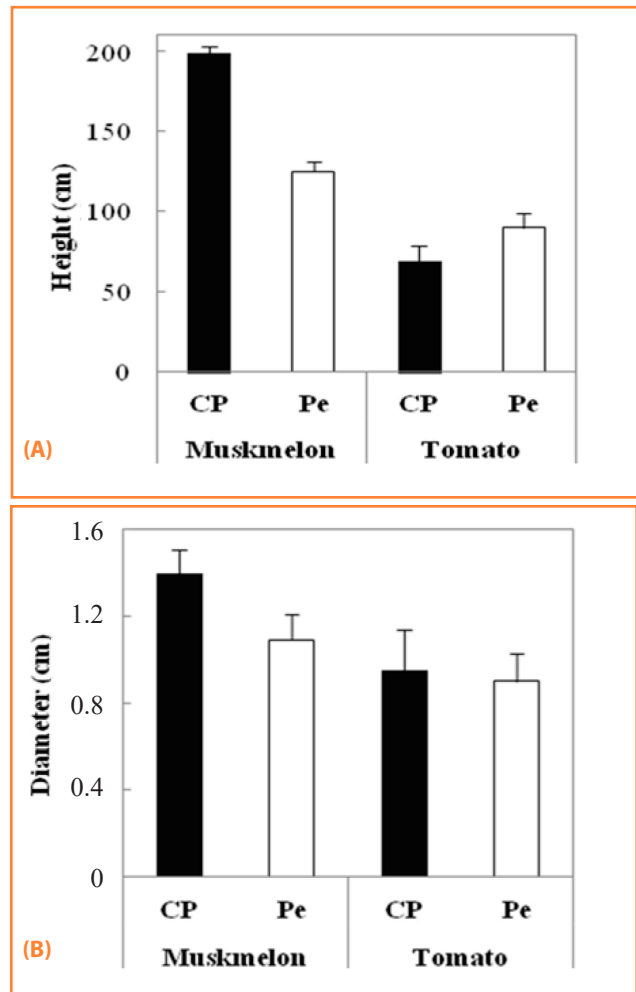 200
150
100
50
0
Height (cm)
CP Pe CP Pe
Muskmelon Tomato
(A)
1.6
1.2
0.8
0.4
0
Diameter (cm)
CP Pe CP Pe
Muskmelon Tomato
(B)